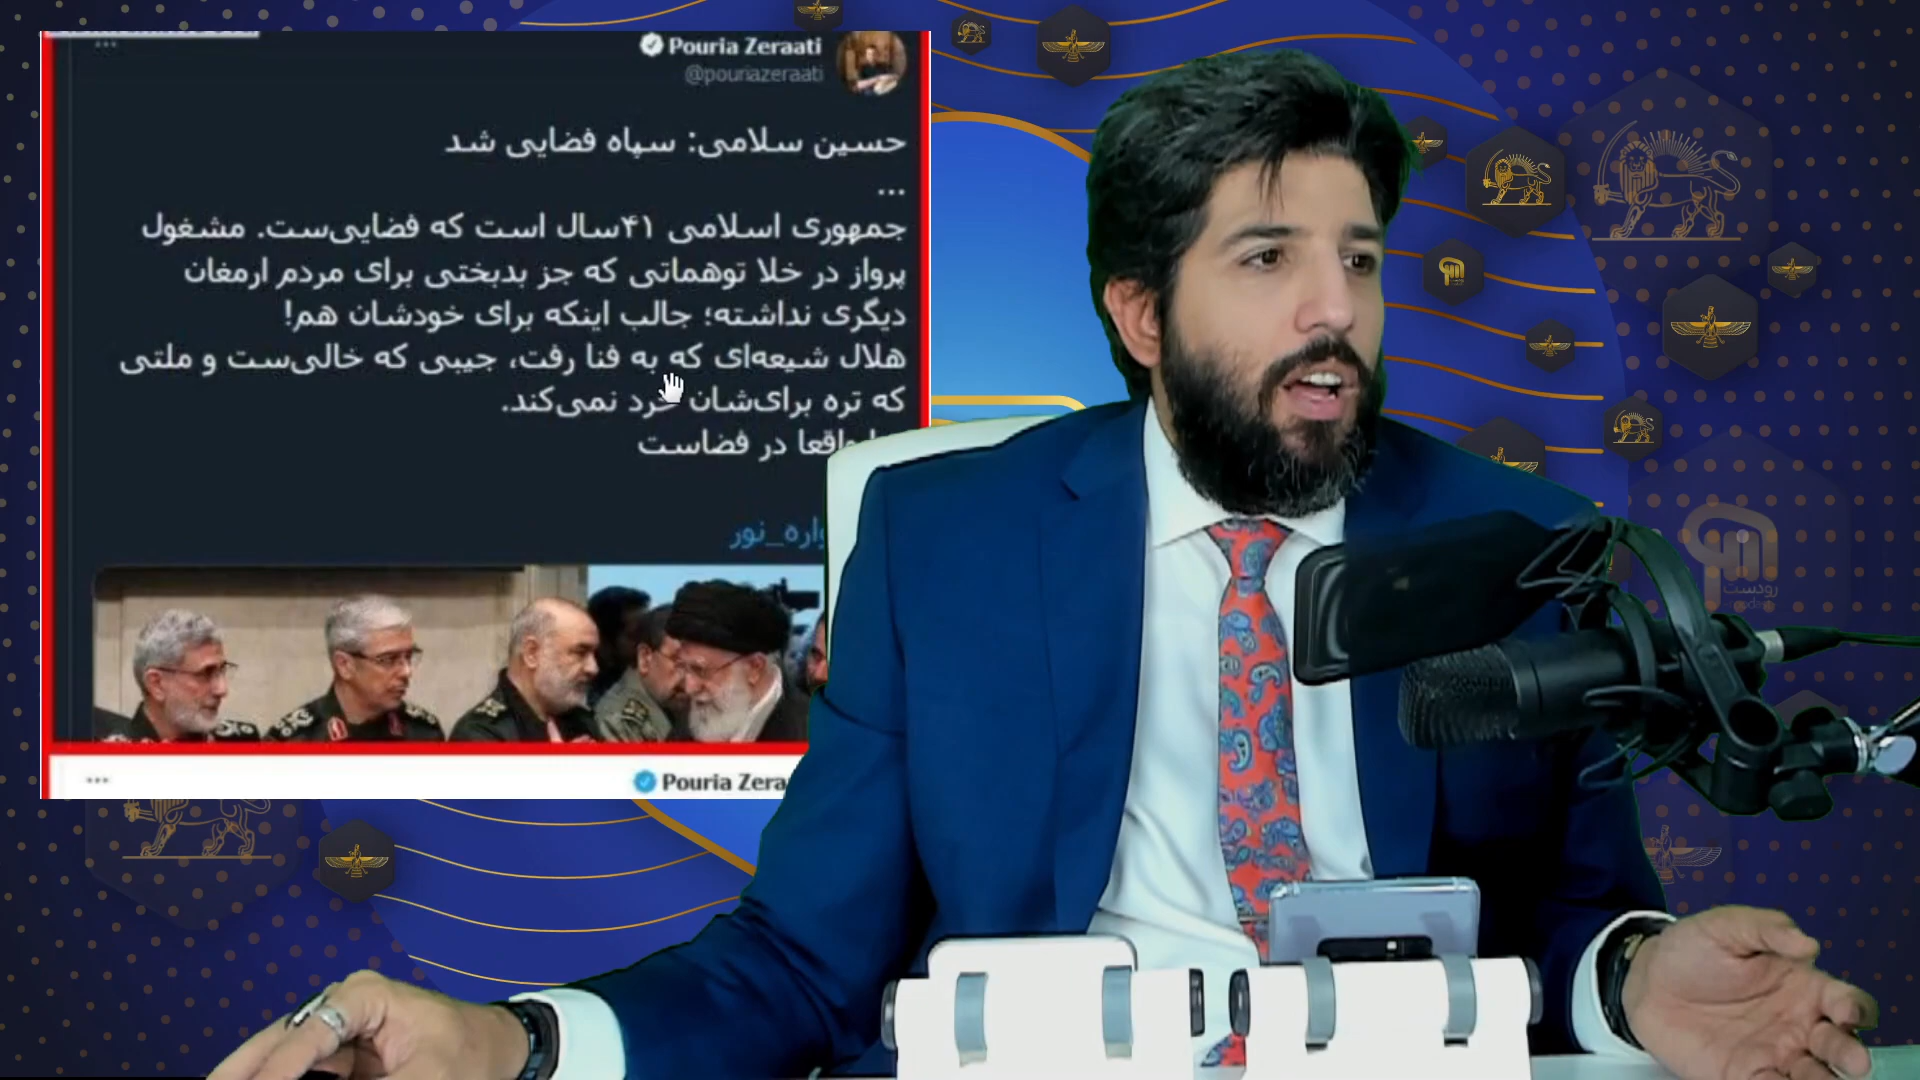 Pouria Zeraati
@pouriazeraati
حسین سلامی: سپاه فضایی شد
...
جمهوری اسلامی ۴۱سال است که فضایی‌ست. مشغول
پرواز در خلا توهماتی که جز بدبختی برای مردم ارمغان
دیگری نداشته؛ جالب اینکه برای خودشان هم!
هلال شیعه‌ای که به فنا رفت، جیبی که خالی‌ست و ملتی
که تره برای‌شان خرد نمی‌کند.
واقعا در فضاست
واره_نور
Pouria Zera
رودست